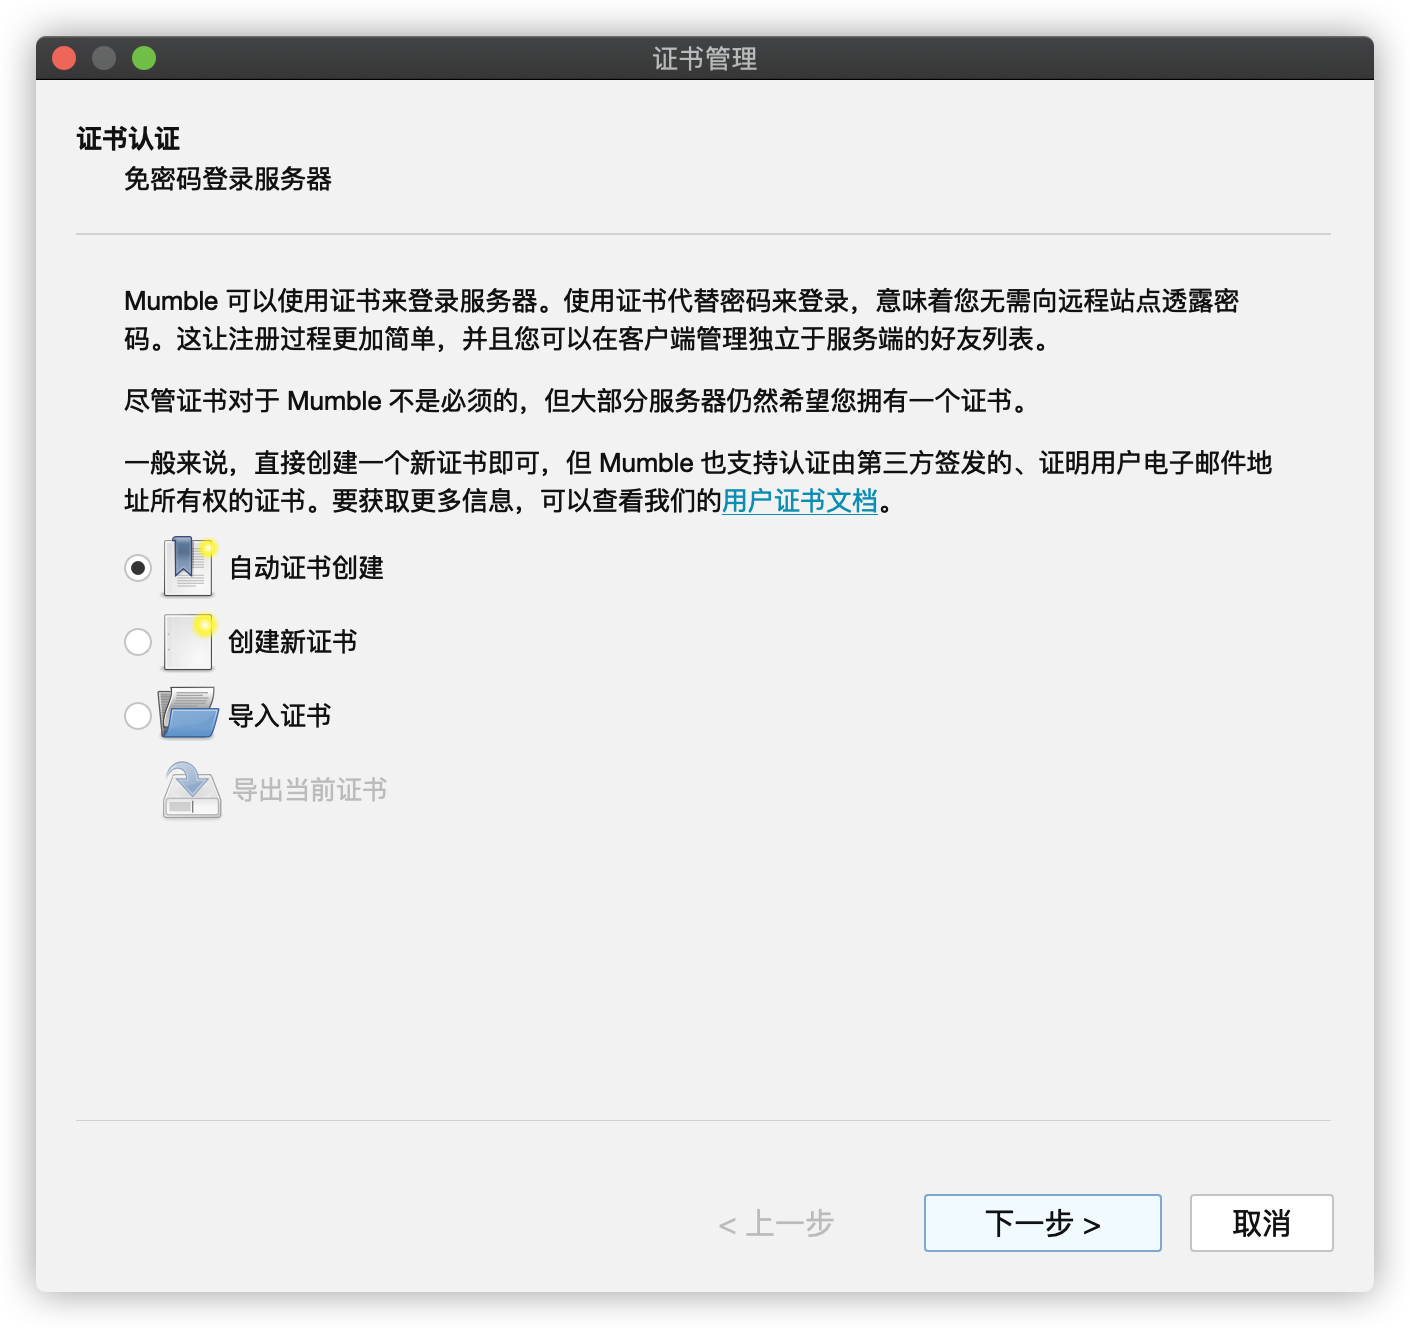 证书管理
证书认证
免密码登录服务器
Mumble 可以使用证书来登录服务器。使用证书代替密码来登录，意味着您无需向远程站点透露密
码。这让注册过程更加简单，并且您可以在客户端管理独立于服务端的好友列表。
尽管证书对于 Mumble 不是必须的，但大部分服务器仍然希望您拥有一个证书。
一般来说，直接创建一个新证书即可，但 Mumble 也支持认证由第三方签发的、证明用户电子邮件地
址所有权的证书。要获取更多信息，可以查看我们的用户证书文档。
自动证书创建
创建新证书
导入证书
导出当前证书
< 上一步 下一步 > 取消